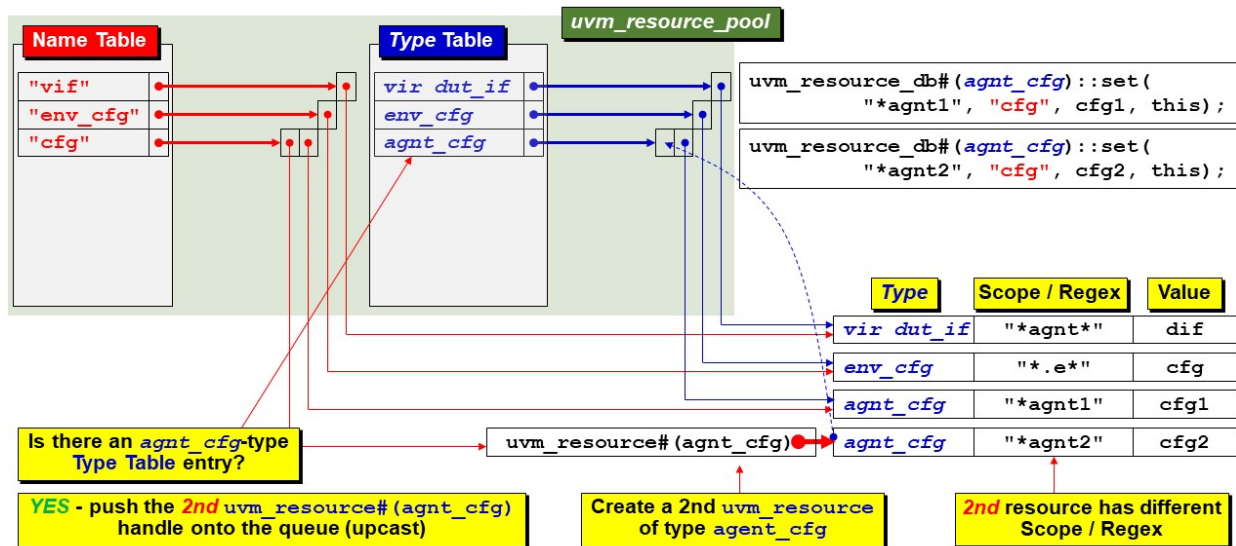 uvm_resource_pool
Name Table
Type Table
"vif"
"env_cfg"
"cfg"
vir dut_if
env_cfg
agnt_cfg
uvm_resource_db#(agnt_cfg)::set(
"*agnt1", "cfg", cfg1, this);
uvm_resource_db#(agnt_cfg)::set(
"*agnt2", "cfg", cfg2, this);
Type Scope / Regex Value
vir dut_if "*agnt*" dif
env_cfg "*.e*" cfg
agnt_cfg "*agnt1" cfg1
agnt_cfg "*agnt2" cfg2
uvm_resource#(agnt_cfg)
Is there an agnt_cfg-type
Type Table entry?
YES - push the 2nd uvm_resource#(agnt_cfg)
handle onto the queue (upcast)
Create a 2nd uvm_resource
of type agent_cfg
2nd resource has different
Scope / Regex